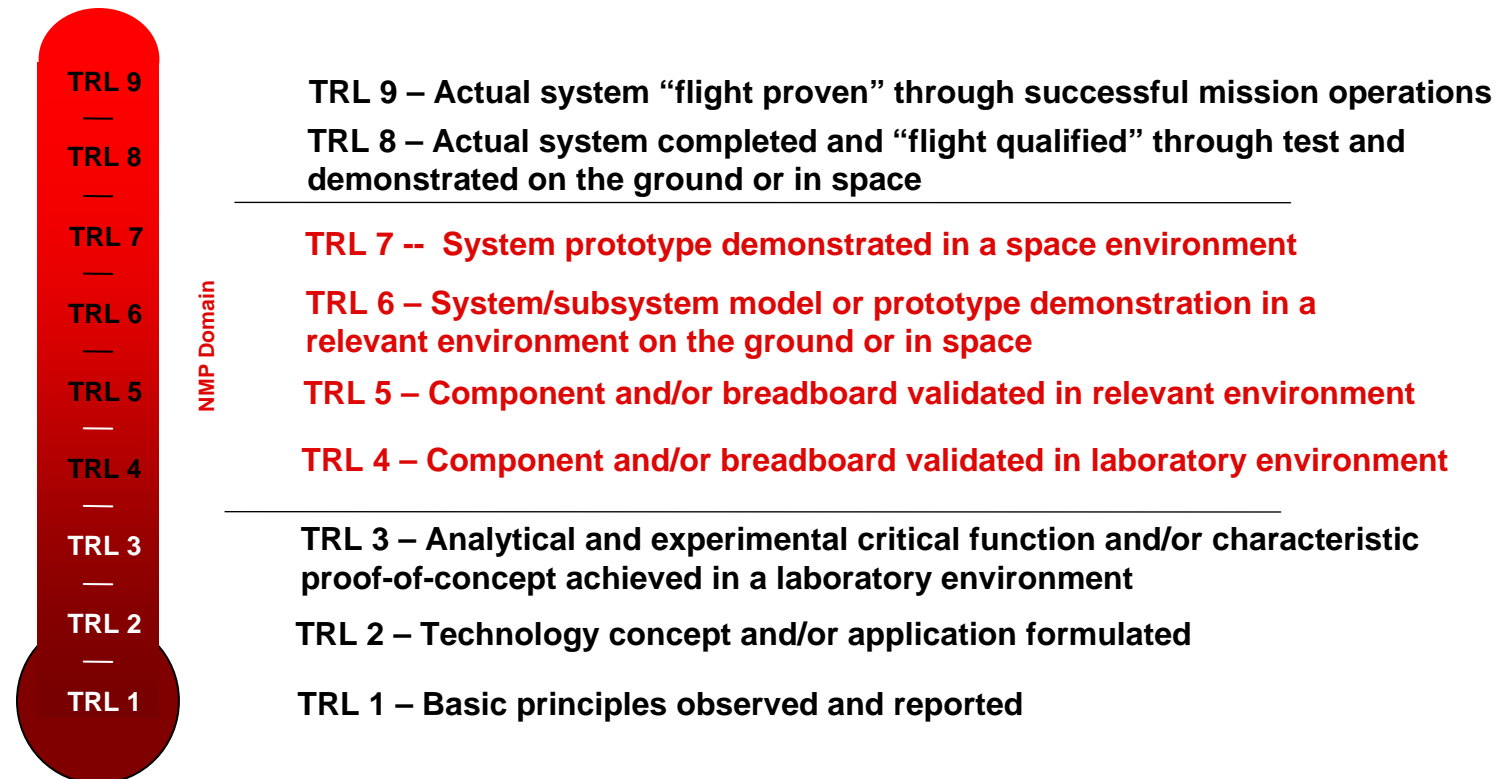 TRL 9
TRL 8
TRL 7
TRL 6
TRL 5
TRL 4
TRL 3
TRL 2
TRL 1
NMP Domain
TRL 9 – Actual system “flight proven” through successful mission operations
TRL 8 – Actual system completed and “flight qualified” through test and
demonstrated on the ground or in space
TRL 7 -- System prototype demonstrated in a space environment
TRL 6 – System/subsystem model or prototype demonstration in a
relevant environment on the ground or in space
TRL 5 – Component and/or breadboard validated in relevant environment
TRL 4 – Component and/or breadboard validated in laboratory environment
TRL 3 – Analytical and experimental critical function and/or characteristic
proof-of-concept achieved in a laboratory environment
TRL 2 – Technology concept and/or application formulated
TRL 1 – Basic principles observed and reported